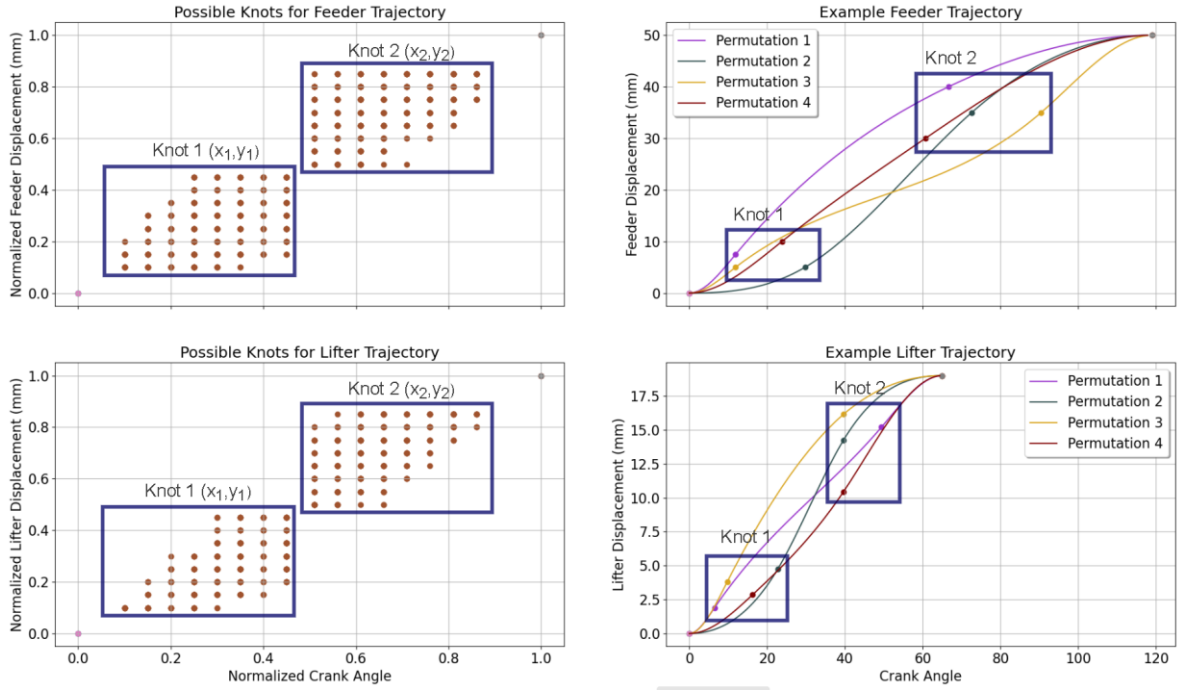 Possible Knots for Feeder Trajectory
Normalized Feeder Displacement (mm)
1.0
0.8
0.6
0.4
0.2
0.0
Knot 2 (x₂,y₂)
Knot 1 (x₁,y₁)
Example Feeder Trajectory
Feeder Displacement (mm)
50
40
30
20
10
0
Permutation 1
Permutation 2
Permutation 3
Permutation 4
Knot 2
Knot 1
0 20 40 60 80 100 120
Possible Knots for Lifter Trajectory
Normalized Lifter Displacement (mm)
1.0
0.8
0.6
0.4
0.2
0.0
Knot 2 (x₂,y₂)
Knot 1 (x₁,y₁)
0.0 0.2 0.4 0.6 0.8 1.0
Normalized Crank Angle
Example Lifter Trajectory
Lifter Displacement (mm)
17.5
15.0
12.5
10.0
7.5
5.0
2.5
0.0
Knot 2
Knot 1
Permutation 1
Permutation 2
Permutation 3
Permutation 4
0 20 40 60 80 100 120
Crank Angle